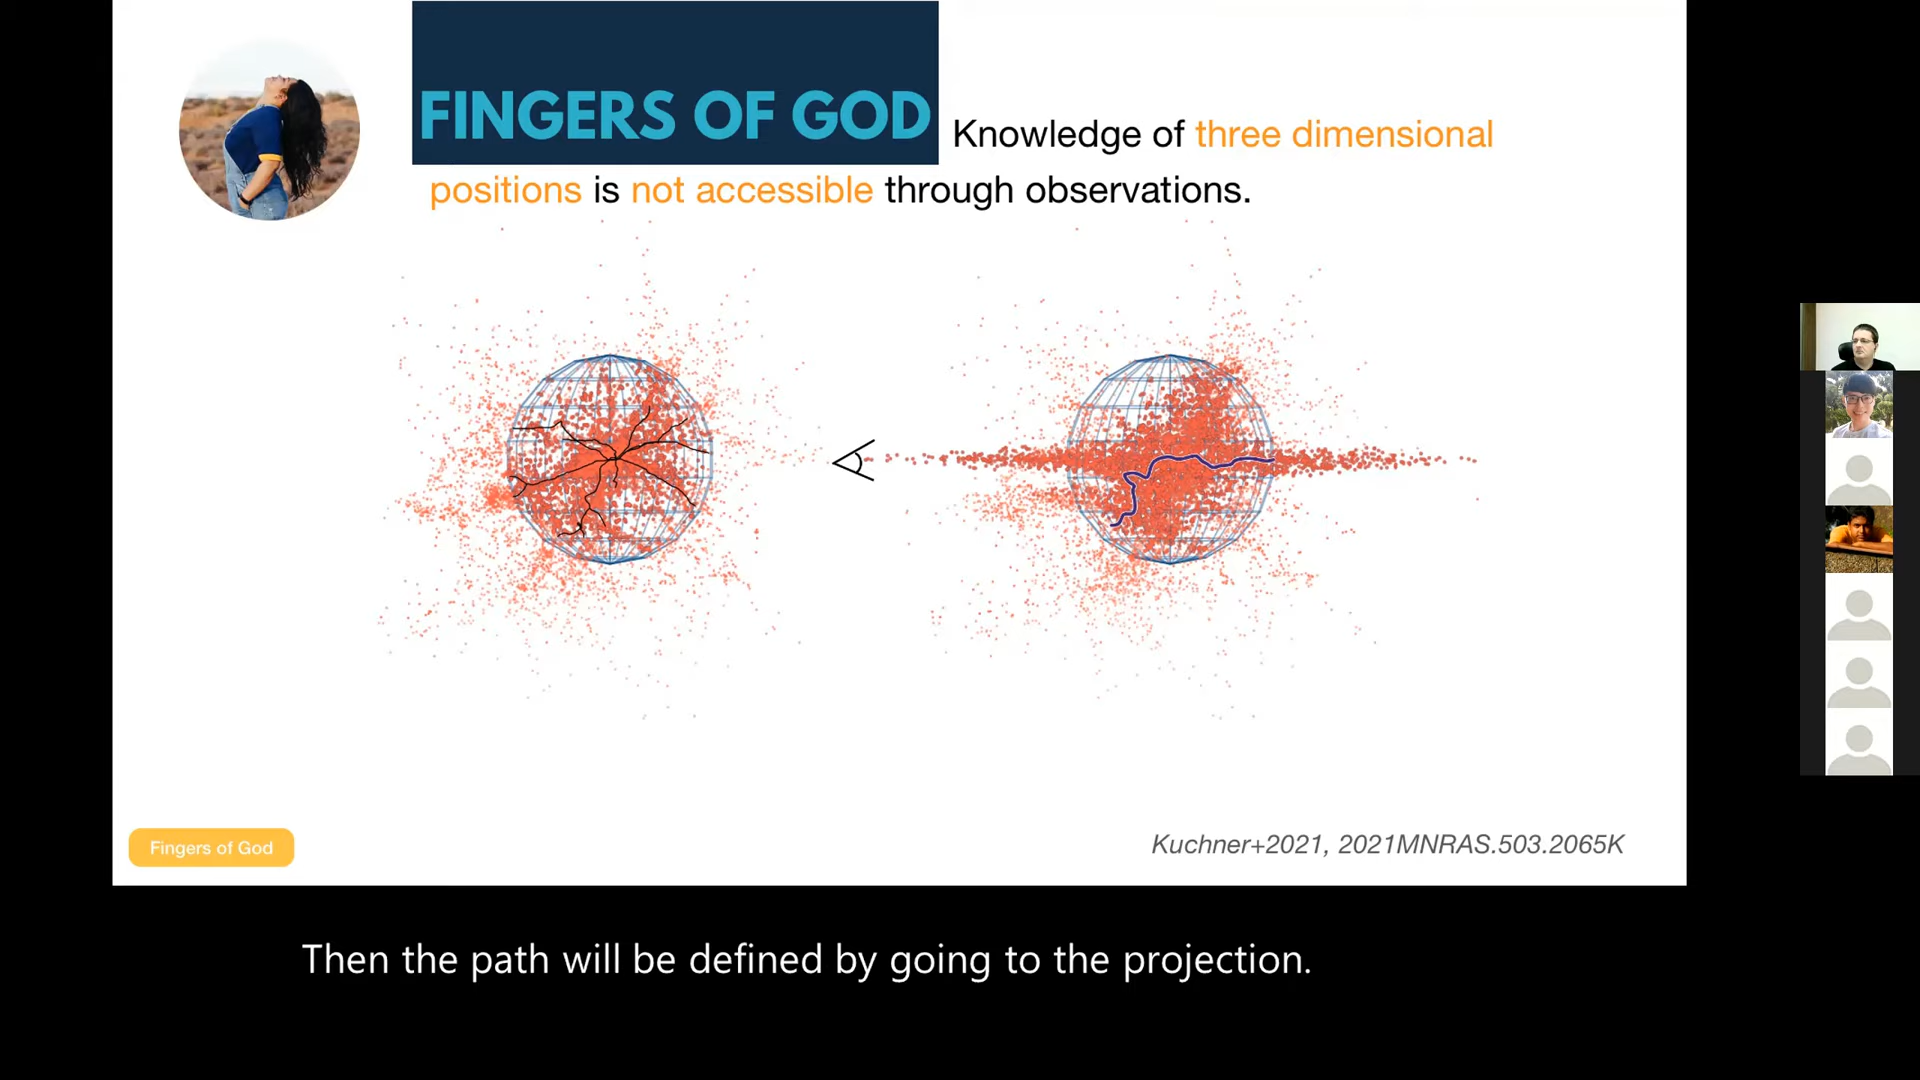 FINGERS OF GOD Knowledge of three dimensional
positions is not accessible through observations.
Fingers of God
Kuchner+2021, 2021MNRAS.503.2065K
Then the path will be defined by going to the projection.